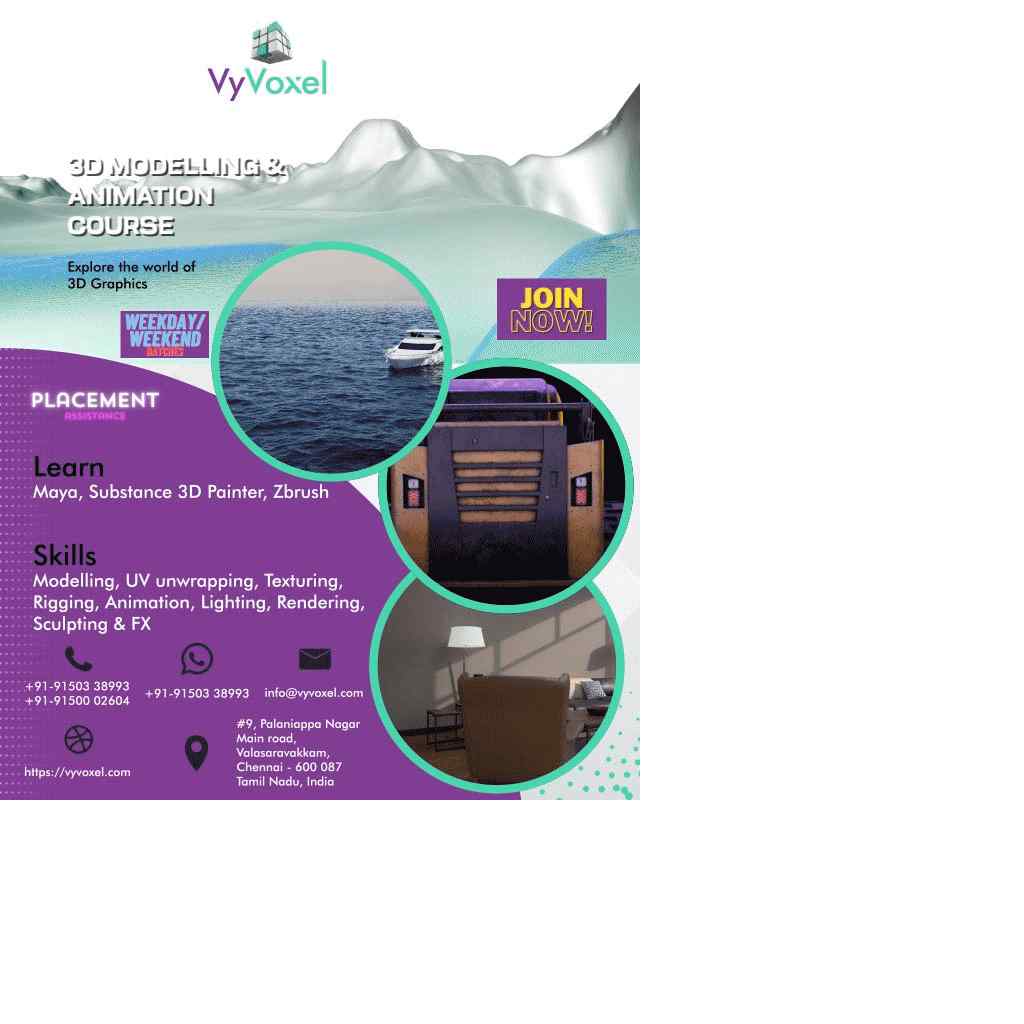 VyVoxel
3D MODELLING &
ANIMATION
COURSE
Explore the world of
3D Graphics
JOIN
NOW!
WEEKDAY/
WEEKEND
BATCHES
PLACEMENT
ASSISTANCE
Learn
Maya, Substance 3D Painter, Zbrush
Skills
Modelling, UV unwrapping, Texturing,
Rigging, Animation, Lighting, Rendering,
Sculpting & FX
+91-91503 38993
+91-91500 02604
+91-91503 38993
info@vyvoxel.com
https://vyvoxel.com
#9, Palaniappa Nagar
Main road,
Valasaravakkam,
Chennai - 600 087
Tamil Nadu, India